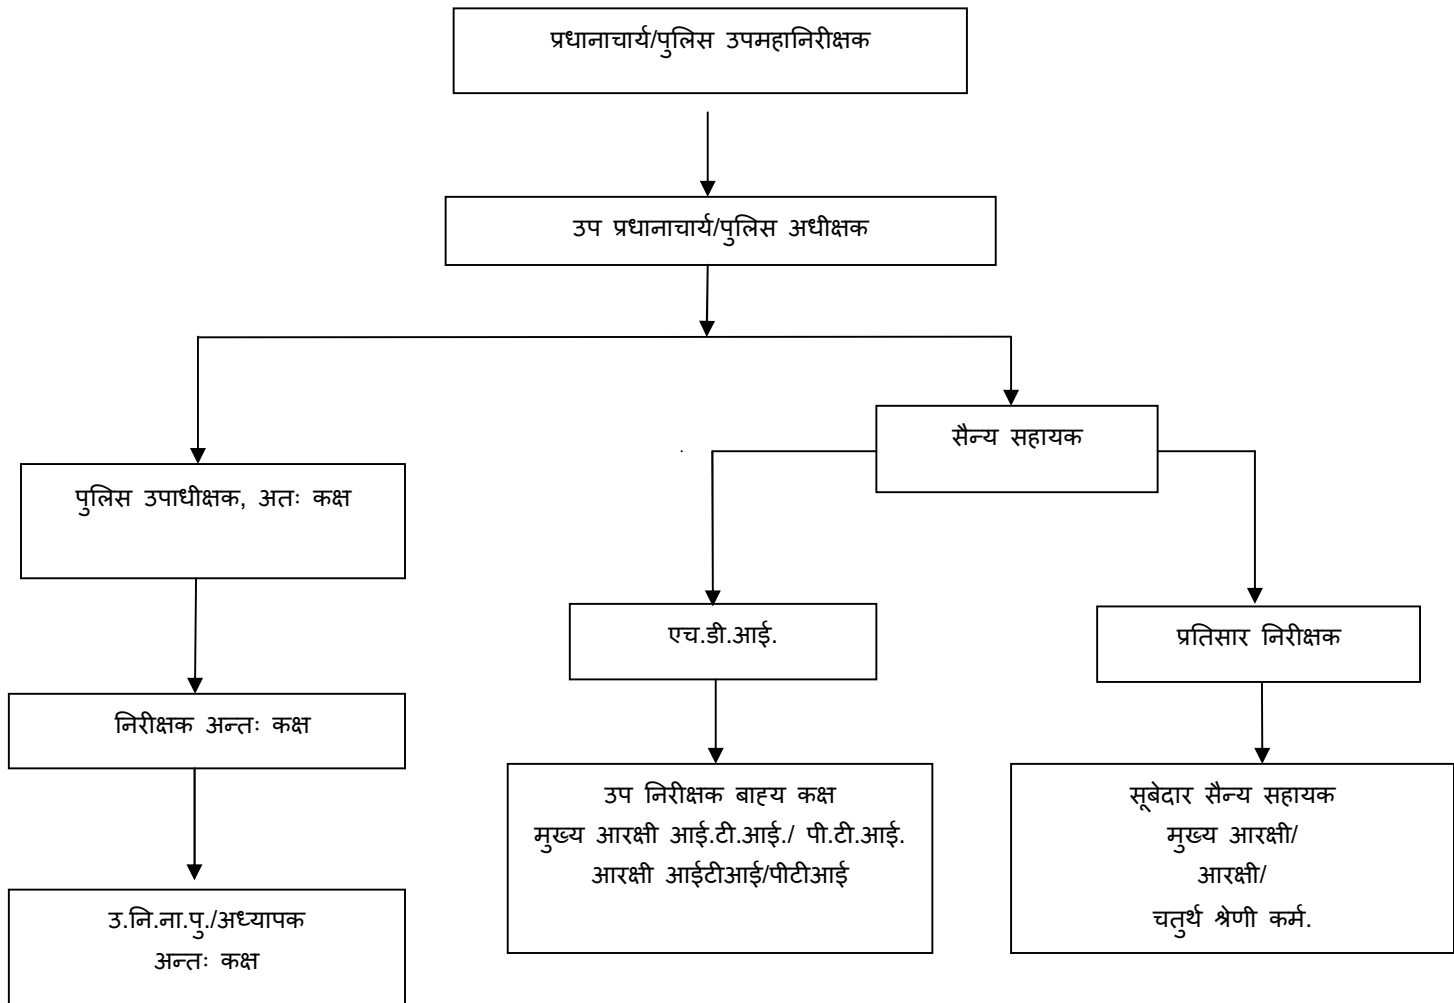 प्रधानाचार्य/पुलिस उपमहानिरीक्षक
उप प्रधानाचार्य/पुलिस अधीक्षक
सैन्य सहायक
पुलिस उपाधीक्षक, अतः कक्ष
एच.डी.आई.
प्रतिसार निरीक्षक
निरीक्षक अन्तः कक्ष
उप निरीक्षक बाह्य कक्ष
मुख्य आरक्षी आई.टी.आई./ पी.टी.आई.
आरक्षी आईटीआई/पीटीआई
सूबेदार सैन्य सहायक
मुख्य आरक्षी/
आरक्षी/
चतुर्थ श्रेणी कर्म.
उ.नि.ना.पु./अध्यापक
अन्तः कक्ष